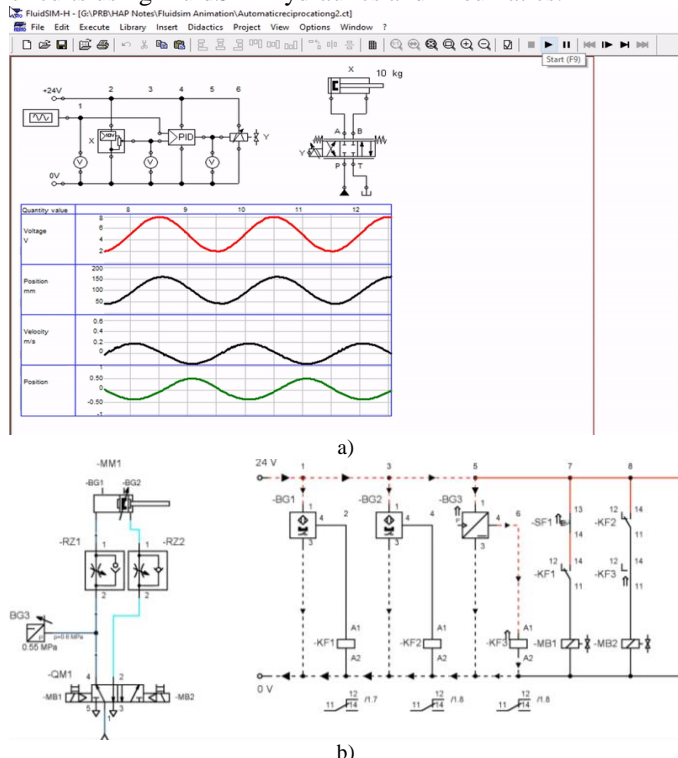 FluidSIM-H - [G:\PRB\HAP Notes\Fluidsim Animation\Automaticreciprocationg2.ct]
File Edit Execute Library Insert Didactics Project View Options Window ?
Start (F9)
X 10 kg
+24V 2 3 4 5 6
1
X PID Y
V V V
0V
A B
Y
P T
Quantity value 8 9 10 11 12
Voltage
V
8
6
4
2
Position
mm
200
150
100
50
Velocity
m/s
0.6
0.4
0.2
0
Position
1
0.50
0
-0.50
-1
a)
-MM1
-BG1 -BG2
-RZ1 -RZ2
1 1
2 2
BG3
p=0.6 MPa
0.55 MPa
-QM1
4 2
-MB1 -MB2
5 3
1
24 V 1 3 5 7 8
-BG1 -BG2 -BG3
1 1 1
4 2 4 4 6
3 3 3
-SF1 13 14
-KF2 12 14 11
-KF1 12 14 11
-KF3 12 14 11
-KF1 A1 A2
-KF2 A1 A2
-KF3 A1 A2
-MB1 -MB2
0 V
11 12 14 /1.7
11 12 14 /1.8
11 12 14 /1.8
b)